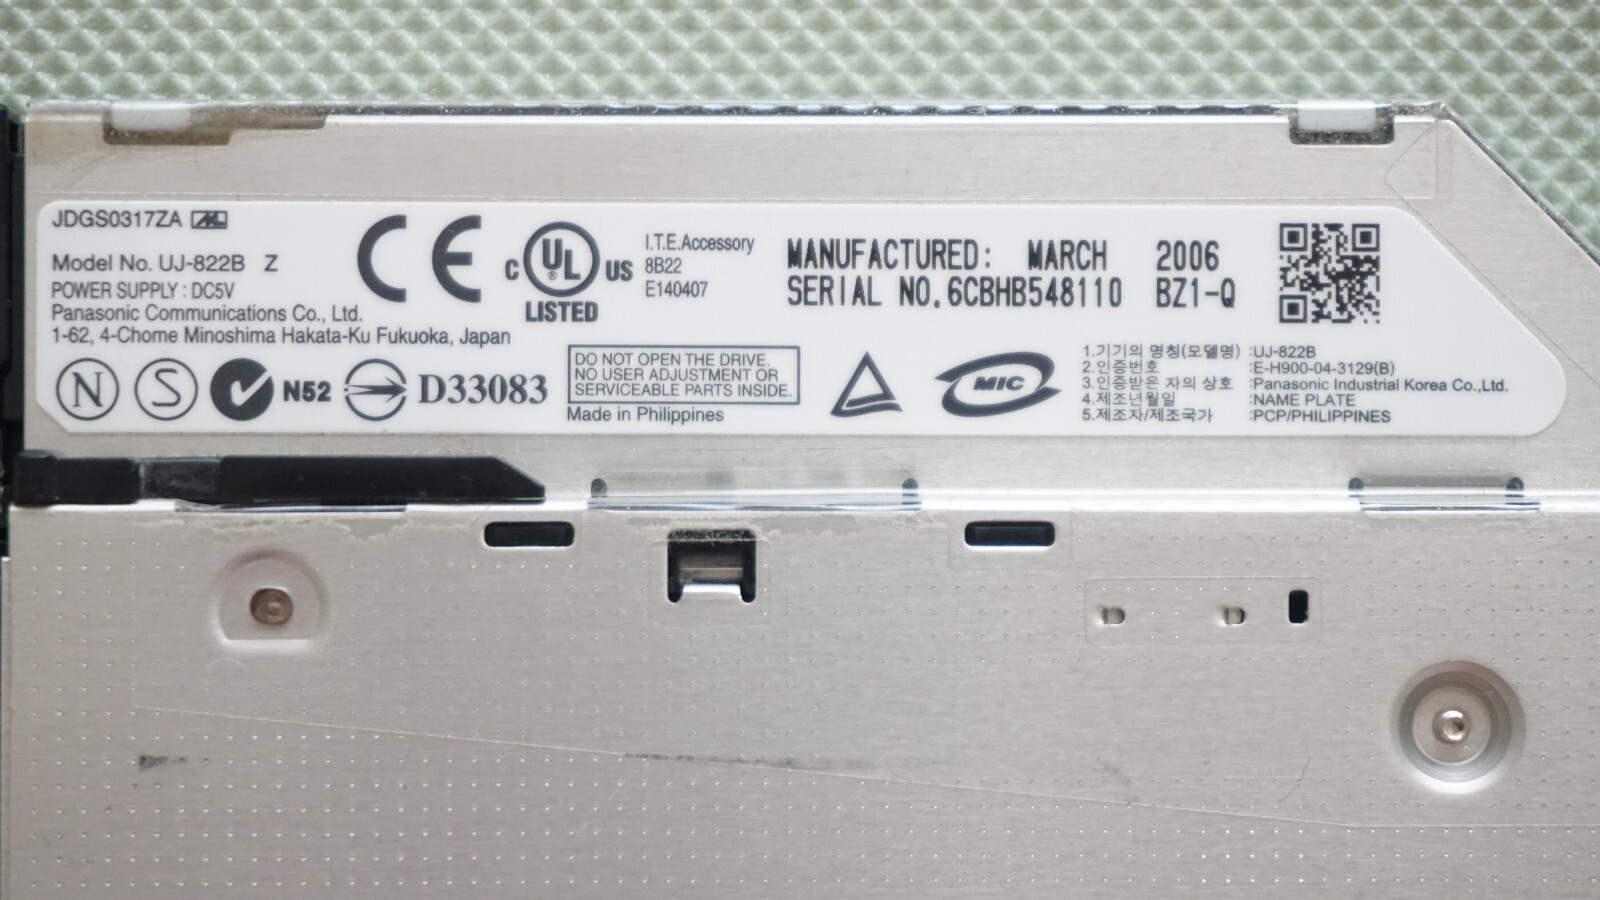 JDGS0317ZA
Model No. UJ-822B Z
POWER SUPPLY : DC5V
Panasonic Communications Co., Ltd.
1-62, 4-Chome Minoshima Hakata-Ku Fukuoka, Japan
CE
C UL ® US
LISTED
I.T.E.Accessory
8B22
E140407
MANUFACTURED: MARCH 2006
SERIAL NO.6CBHB548110 BZ1-Q
N S N52 D33083
DO NOT OPEN THE DRIVE.
NO USER ADJUSTMENT OR
SERVICEABLE PARTS INSIDE.
Made in Philippines
MIC
1.기기의 명칭(모델명) :UJ-822B
2.인증번호 :E-H900-04-3129(B)
3.인증받은 자의 상호 :Panasonic Industrial Korea Co.,Ltd.
4.제조년월일 :NAME PLATE
5.제조자/제조국가 :PCP/PHILIPPINES